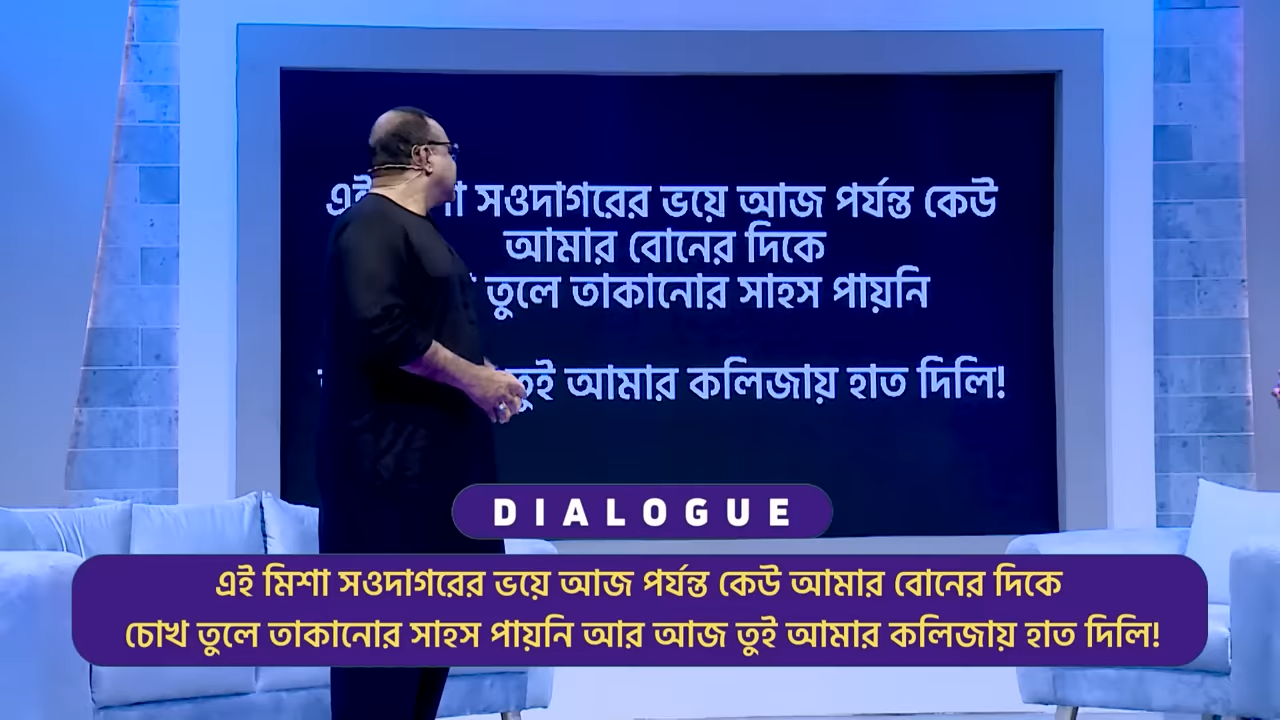 সওদাগরের ভয়ে আজ পর্যন্ত কেউ
আমার বোনের দিকে
তুলে তাকানোর সাহস পায়নি
তুই আমার কলিজায় হাত দিলি!
DIALOGUE
এই মিশা সওদাগরের ভয়ে আজ পর্যন্ত কেউ আমার বোনের দিকে
চোখ তুলে তাকানোর সাহস পায়নি আর আজ তুই আমার কলিজায় হাত দিলি!